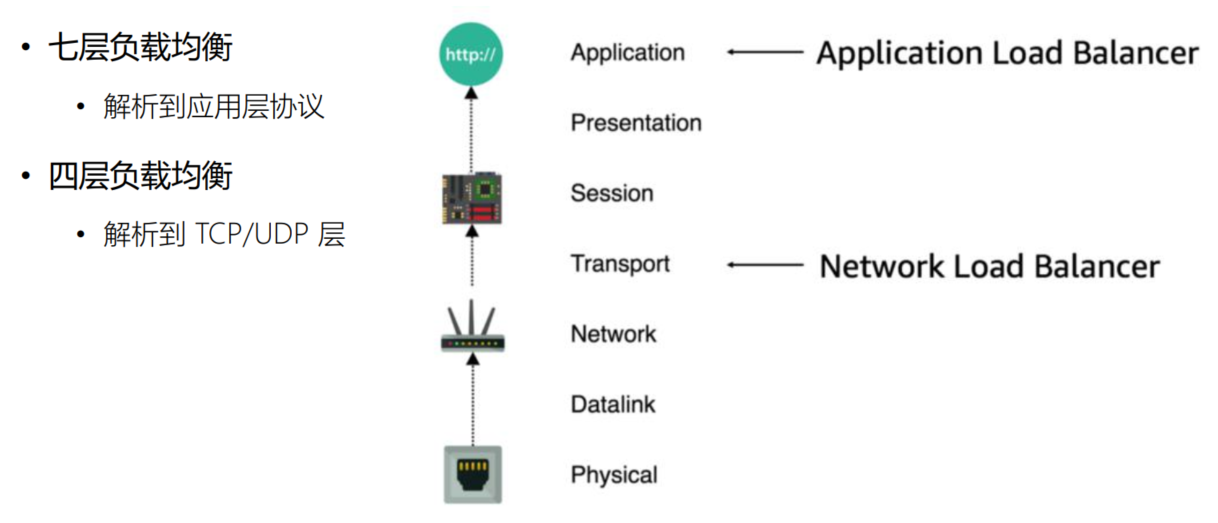 • 七层负载均衡
• 解析到应用层协议
• 四层负载均衡
• 解析到 TCP/UDP 层
http://
Application
Application Load Balancer
Presentation
Session
Transport
Network Load Balancer
Network
Datalink
Physical